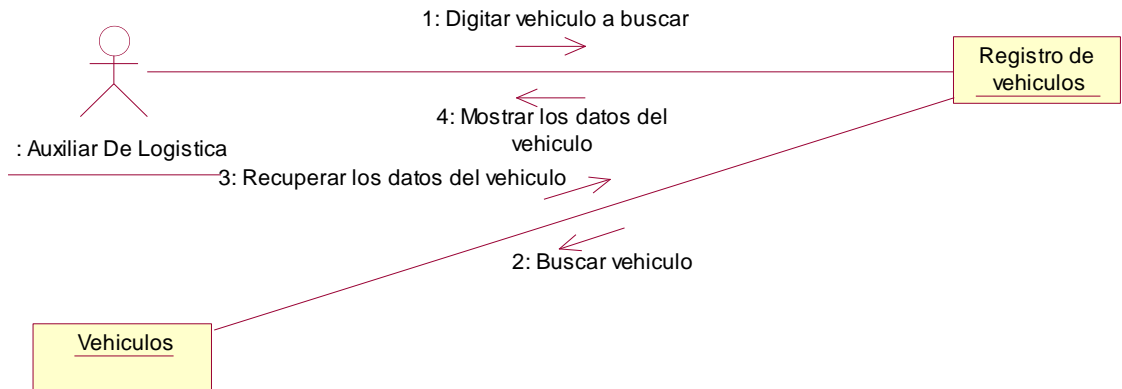 1: Digitar vehiculo a buscar
Registro de
vehiculos
4: Mostrar los datos del
vehiculo
: Auxiliar De Logistica
3: Recuperar los datos del vehiculo
2: Buscar vehiculo
Vehiculos